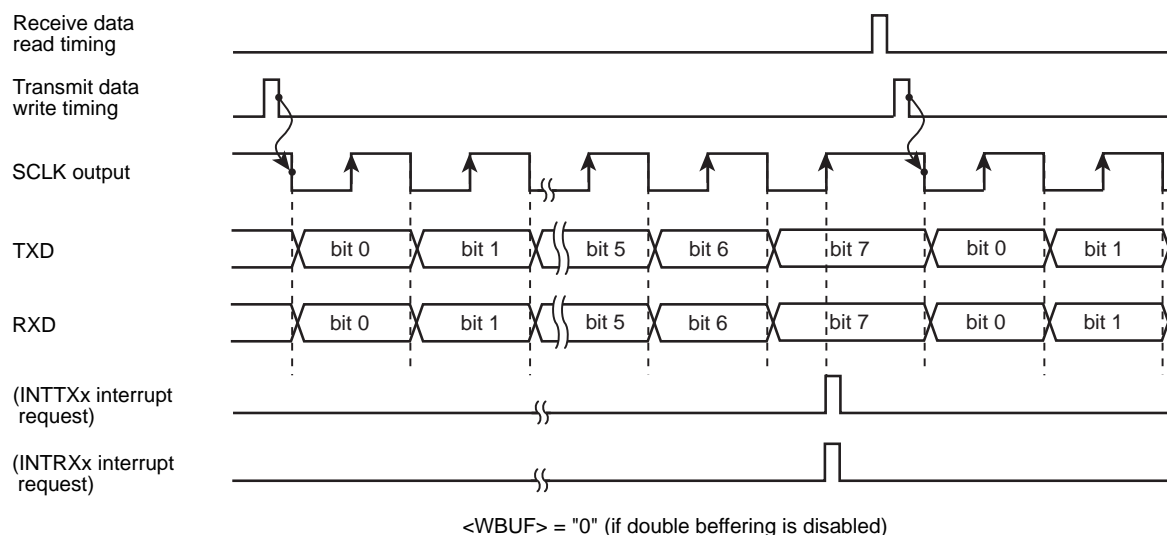 Receive data
read timing
Transmit data
write timing
SCLK output
TXD
bit 0
bit 1
bit 5
bit 6
bit 7
bit 0
bit 1
RXD
bit 0
bit 1
bit 5
bit 6
bit 7
bit 0
bit 1
(INTTXx interrupt
request)
(INTRXx interrupt
request)
<WBUF> = "0" (if double beffering is disabled)